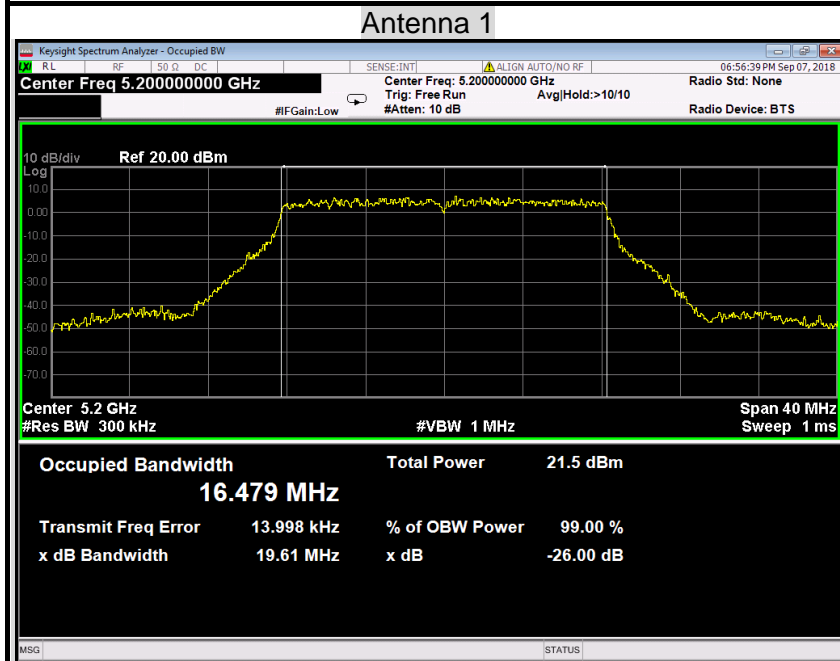 Antenna 1
Keysight Spectrum Analyzer - Occupied BW
LXI RL RF 50 Ω DC SENSE:INT ALIGN AUTO/NO RF 06:56:39 PM Sep 07, 2018
Center Freq 5.200000000 GHz Center Freq: 5.200000000 GHz Radio Std: None
Trig: Free Run Avg|Hold:>10/10
#IFGain:Low #Atten: 10 dB Radio Device: BTS
10 dB/div Ref 20.00 dBm
Log
10.0
0.00
-10.0
-20.0
-30.0
-40.0
-50.0
-60.0
-70.0
Center 5.2 GHz Span 40 MHz
#Res BW 300 kHz #VBW 1 MHz Sweep 1 ms
Occupied Bandwidth Total Power 21.5 dBm
16.479 MHz
Transmit Freq Error 13.998 kHz % of OBW Power 99.00 %
x dB Bandwidth 19.61 MHz x dB -26.00 dB
MSG STATUS